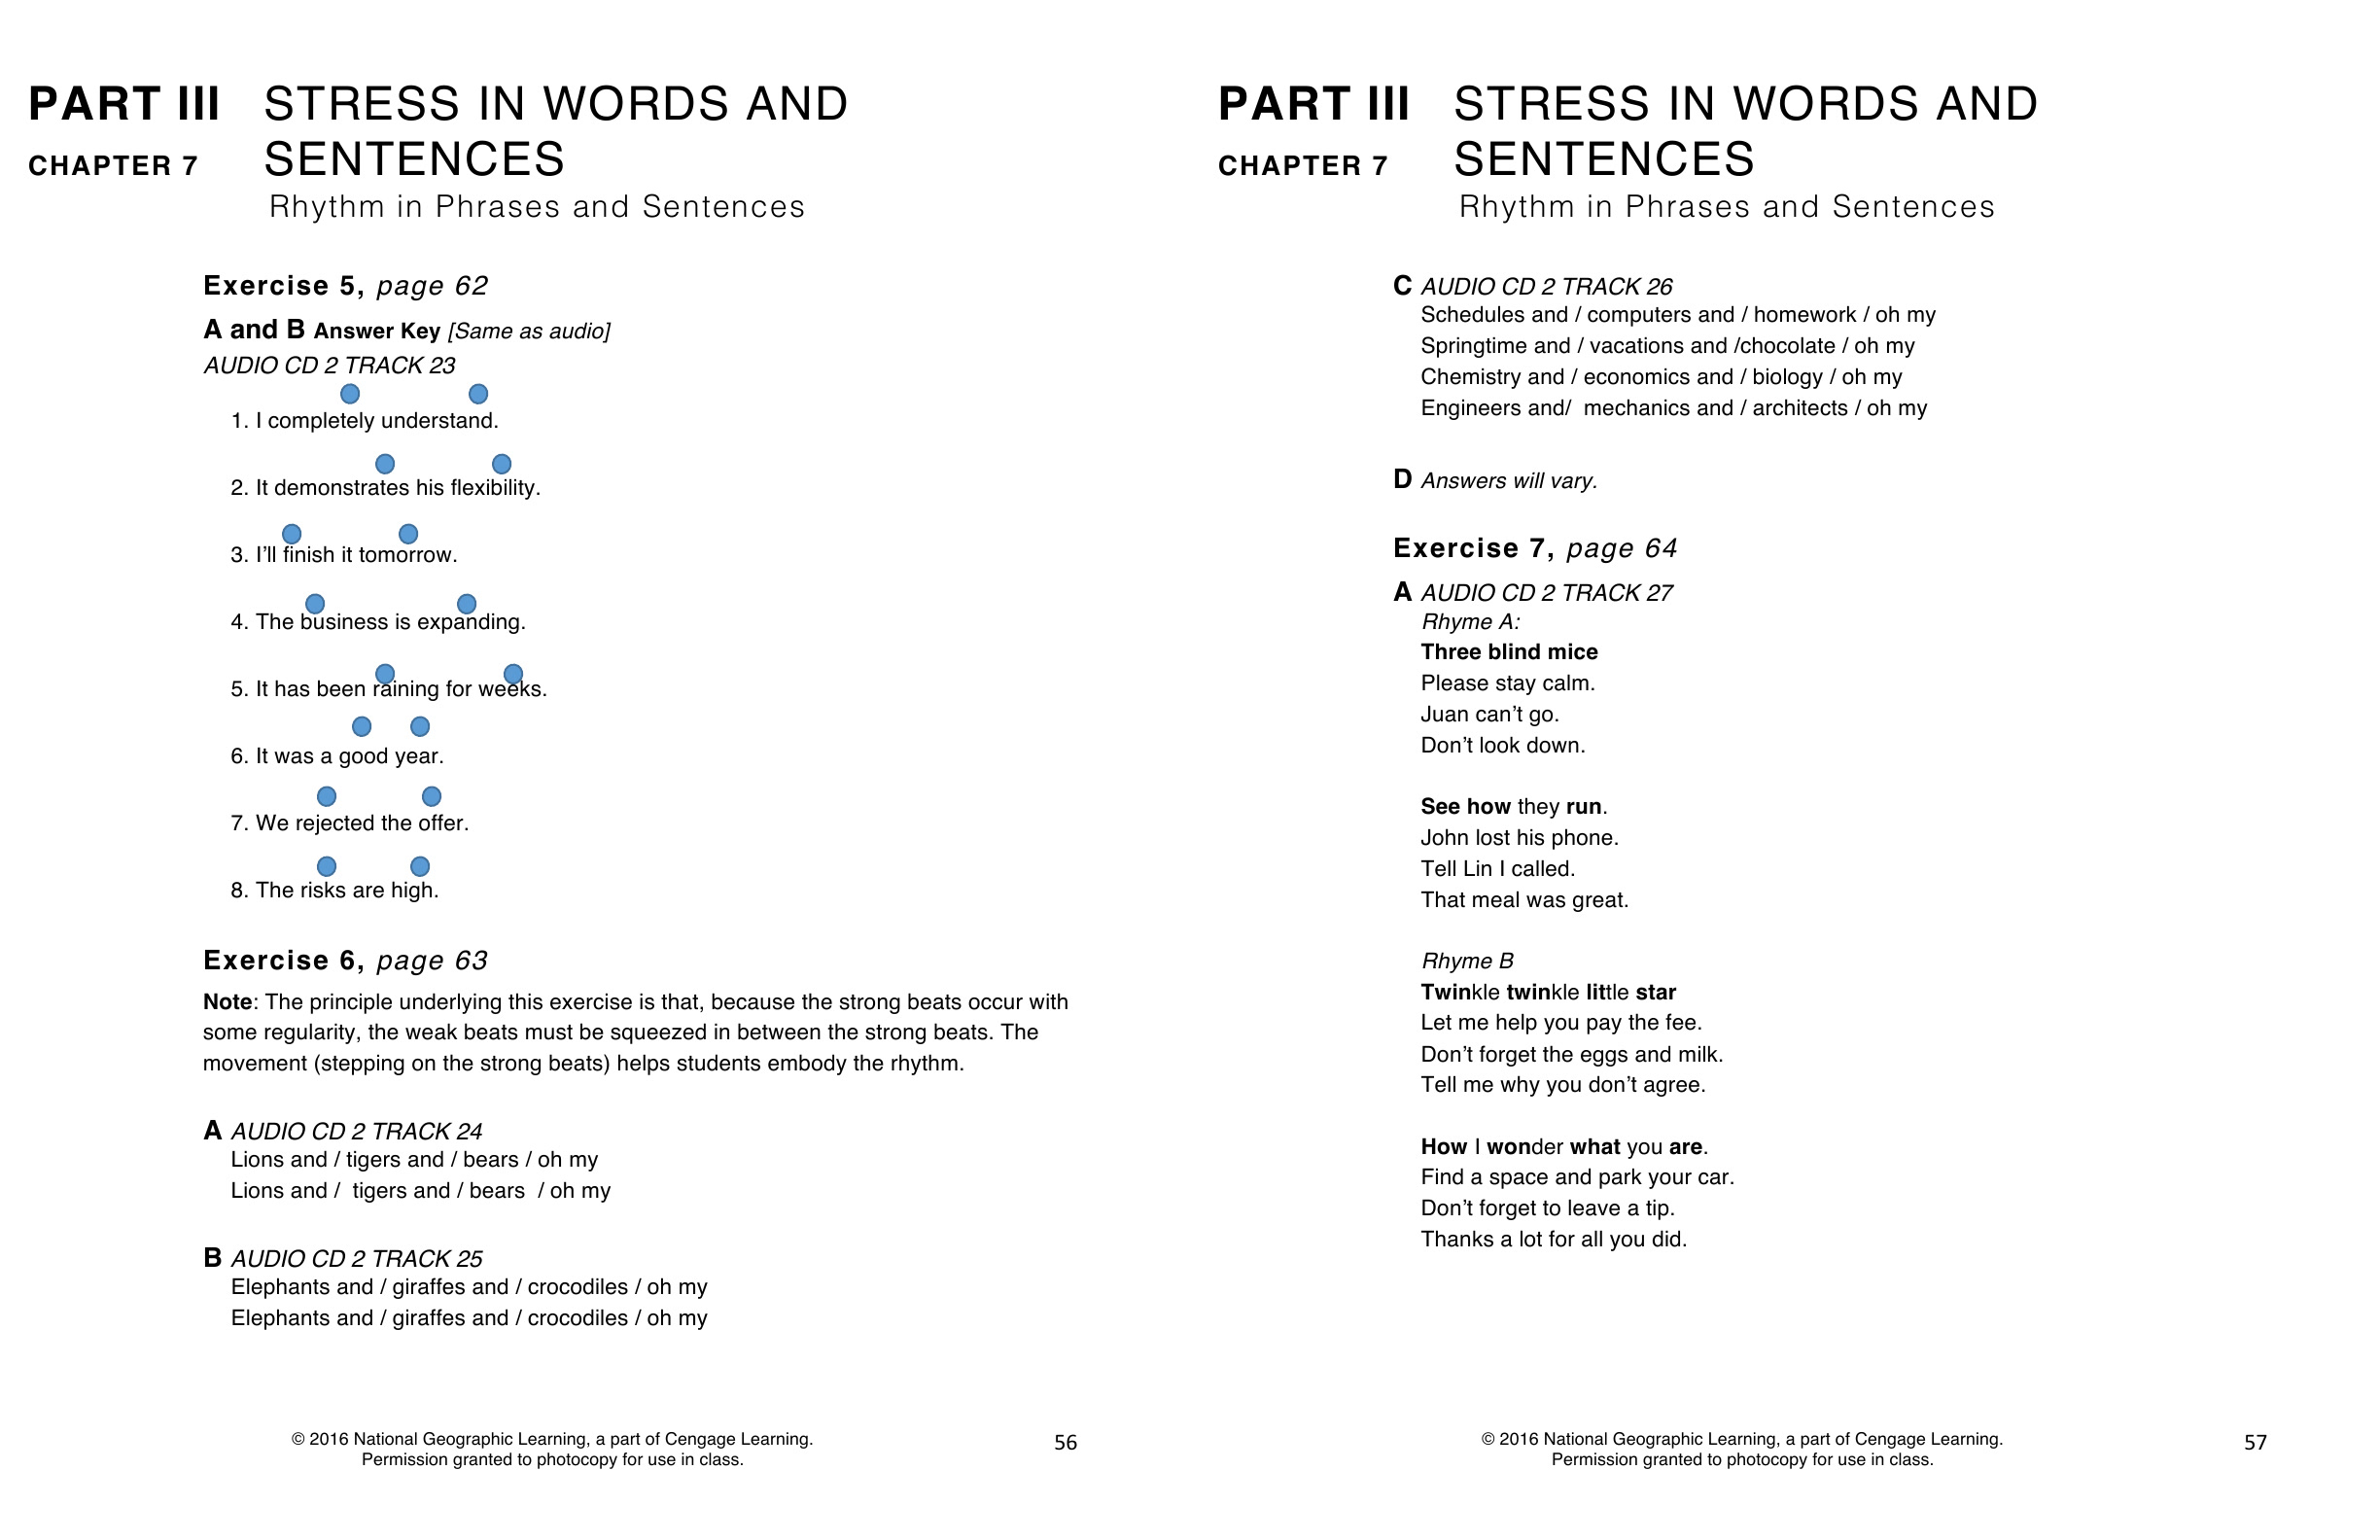 PART III STRESS IN WORDS AND
CHAPTER 7 SENTENCES
Rhythm in Phrases and Sentences
Exercise 5, page 62
A and B Answer Key [Same as audio]
AUDIO CD 2 TRACK 23
1. I completely understand.
2. It demonstrates his flexibility.
3. I’ll finish it tomorrow.
4. The business is expanding.
5. It has been raining for weeks.
6. It was a good year.
7. We rejected the offer.
8. The risks are high.
Exercise 6, page 63
Note: The principle underlying this exercise is that, because the strong beats occur with
some regularity, the weak beats must be squeezed in between the strong beats. The
movement (stepping on the strong beats) helps students embody the rhythm.
A AUDIO CD 2 TRACK 24
Lions and / tigers and / bears / oh my
Lions and /  tigers and / bears  / oh my
B AUDIO CD 2 TRACK 25
Elephants and / giraffes and / crocodiles / oh my
Elephants and / giraffes and / crocodiles / oh my
© 2016 National Geographic Learning, a part of Cengage Learning.
Permission granted to photocopy for use in class.
56
PART III STRESS IN WORDS AND
CHAPTER 7 SENTENCES
Rhythm in Phrases and Sentences
C AUDIO CD 2 TRACK 26
Schedules and / computers and / homework / oh my
Springtime and / vacations and /chocolate / oh my
Chemistry and / economics and / biology / oh my
Engineers and/  mechanics and / architects / oh my
D Answers will vary.
Exercise 7, page 64
A AUDIO CD 2 TRACK 27
Rhyme A:
Three blind mice
Please stay calm.
Juan can’t go.
Don’t look down.
See how they run.
John lost his phone.
Tell Lin I called.
That meal was great.
Rhyme B
Twinkle twinkle little star
Let me help you pay the fee.
Don’t forget the eggs and milk.
Tell me why you don’t agree.
How I wonder what you are.
Find a space and park your car.
Don’t forget to leave a tip.
Thanks a lot for all you did.
© 2016 National Geographic Learning, a part of Cengage Learning.
Permission granted to photocopy for use in class.
57